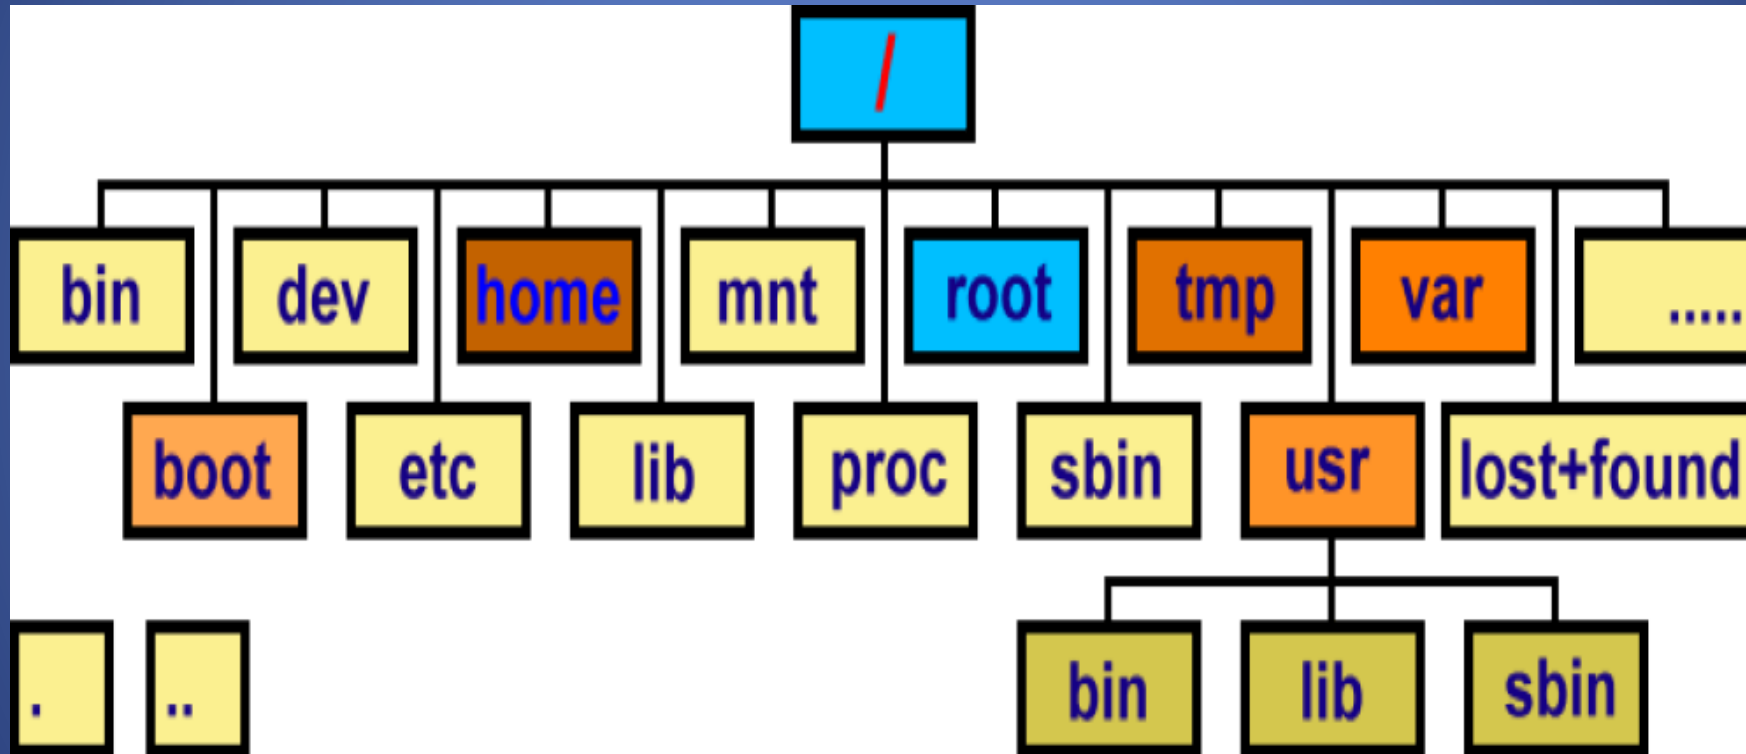 /
bin dev home mnt root tmp var .....
boot etc lib proc sbin usr lost+found
. .. bin lib sbin